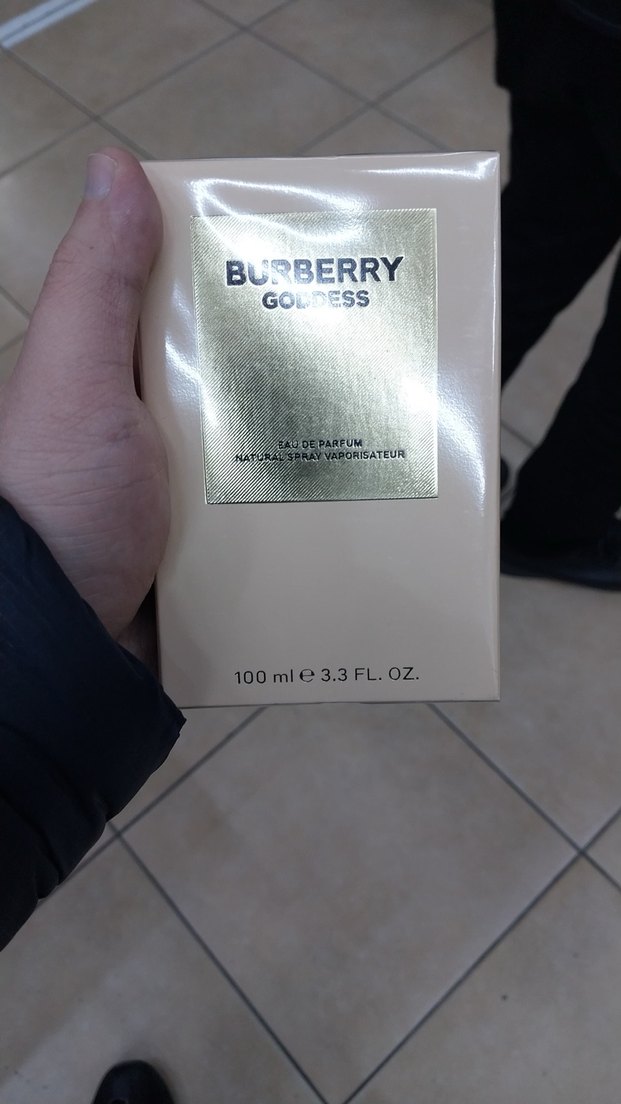 BURBERRY
GODDESS
EAU DE PARFUM
NATURAL SPRAY VAPORISATEUR
100 ml ℮ 3.3 FL. OZ.